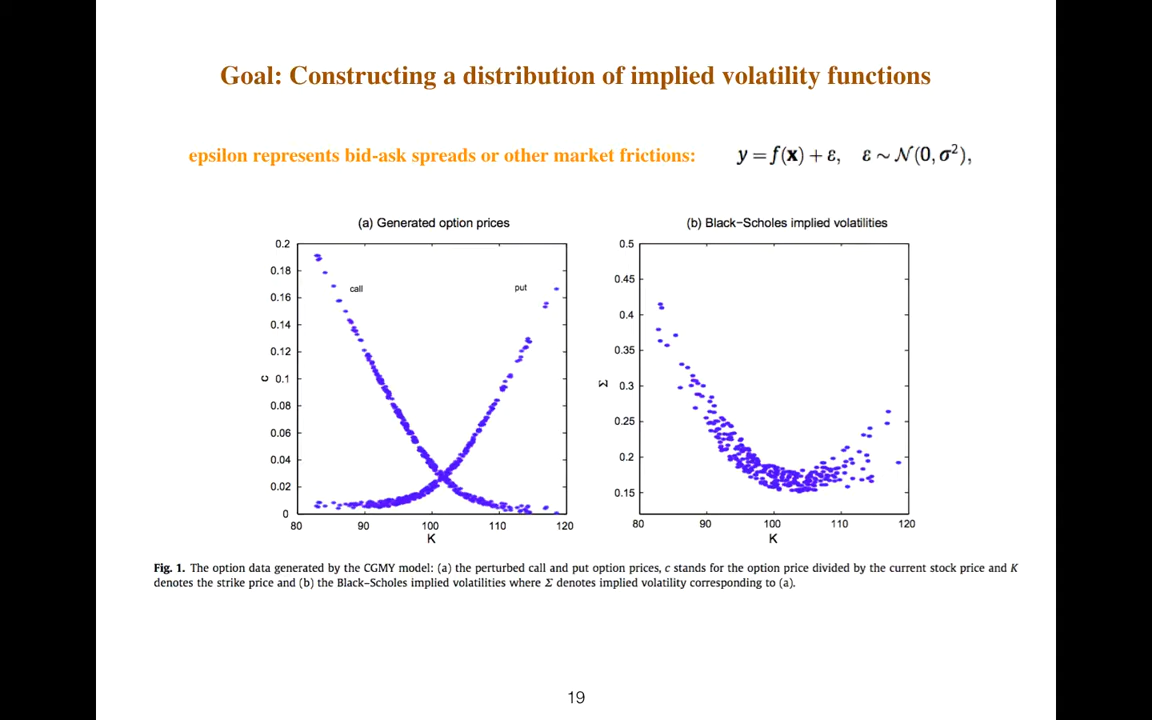 Goal: Constructing a distribution of implied volatility functions
epsilon represents bid-ask spreads or other market frictions: y = f(x) + ε, ε ~ 𝒩(0, σ²),
(a) Generated option prices
0.2
0.18
0.16
0.14
0.12
0.1
0.08
0.06
0.04
0.02
0
c
call
put
80 90 100 110 120
K
(b) Black–Scholes implied volatilities
0.5
0.45
0.4
0.35
0.3
0.25
0.2
0.15
Σ
80 90 100 110 120
K
Fig. 1. The option data generated by the CGMY model: (a) the perturbed call and put option prices, c stands for the option price divided by the current stock price and K
denotes the strike price and (b) the Black–Scholes implied volatilities where Σ denotes implied volatility corresponding to (a).
19